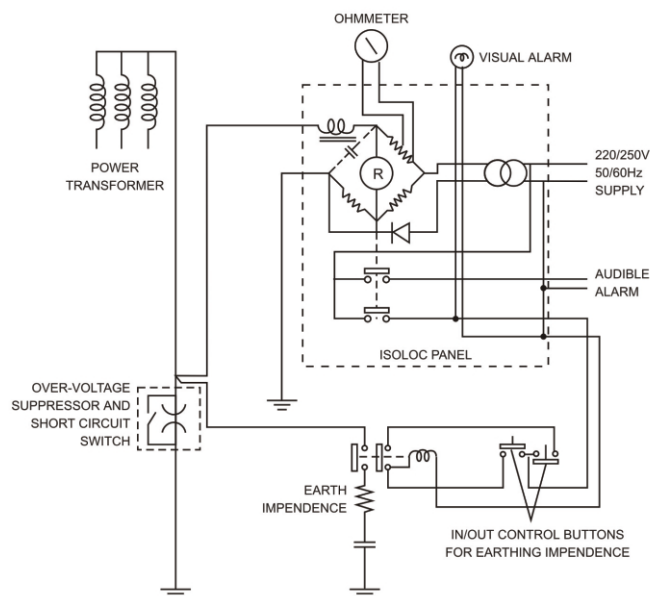 OHMMETER
VISUAL ALARM
POWER
TRANSFORMER
R
220/250V
50/60Hz
SUPPLY
AUDIBLE
ALARM
ISOLOC PANEL
OVER-VOLTAGE
SUPPRESSOR AND
SHORT CIRCUIT
SWITCH
EARTH
IMPENDENCE
IN/OUT CONTROL BUTTONS
FOR EARTHING IMPENDENCE